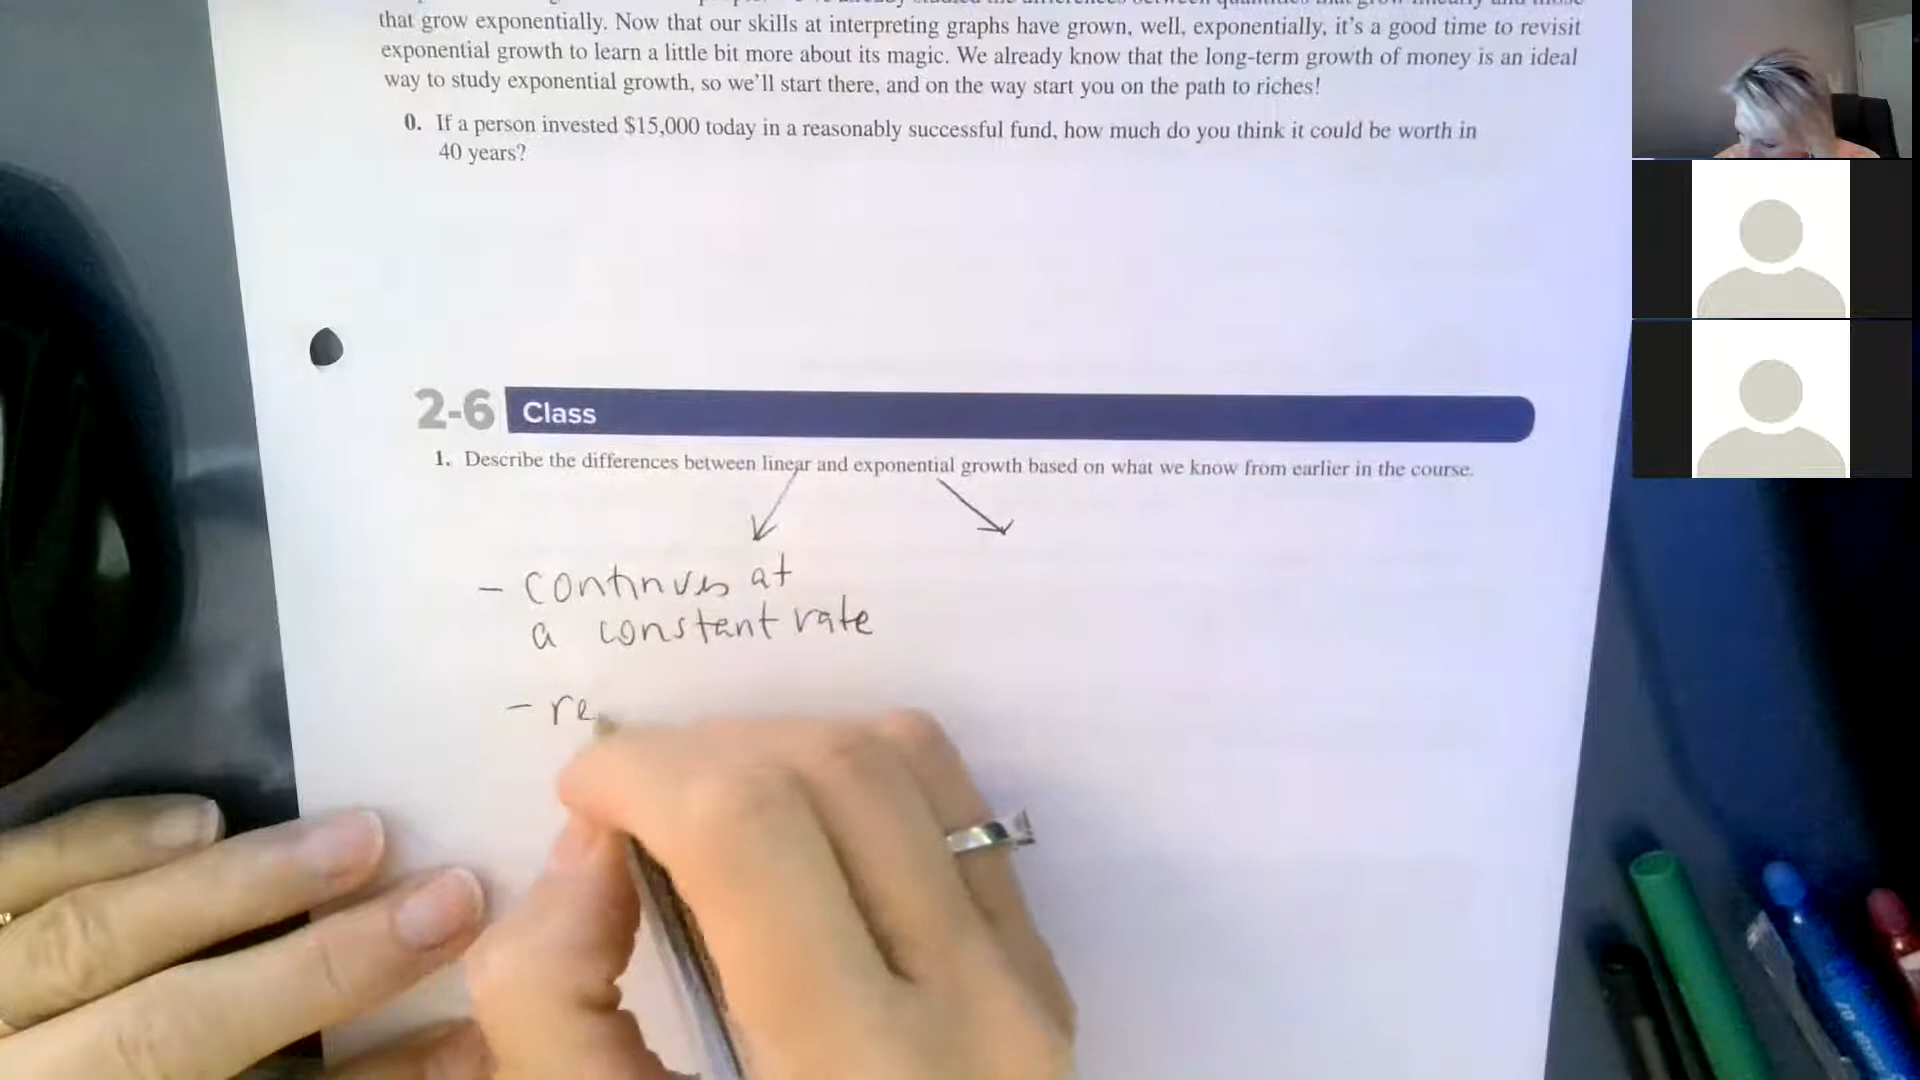 that grow exponentially. Now that our skills at interpreting graphs have grown, well, exponentially, it's a good time to revisit
exponential growth to learn a little bit more about its magic. We already know that the long-term growth of money is an ideal
way to study exponential growth, so we'll start there, and on the way start you on the path to riches!
0. If a person invested $15,000 today in a reasonably successful fund, how much do you think it could be worth in
40 years?
2-6 Class
1. Describe the differences between linear and exponential growth based on what we know from earlier in the course.
- continues at
a constant rate
- re